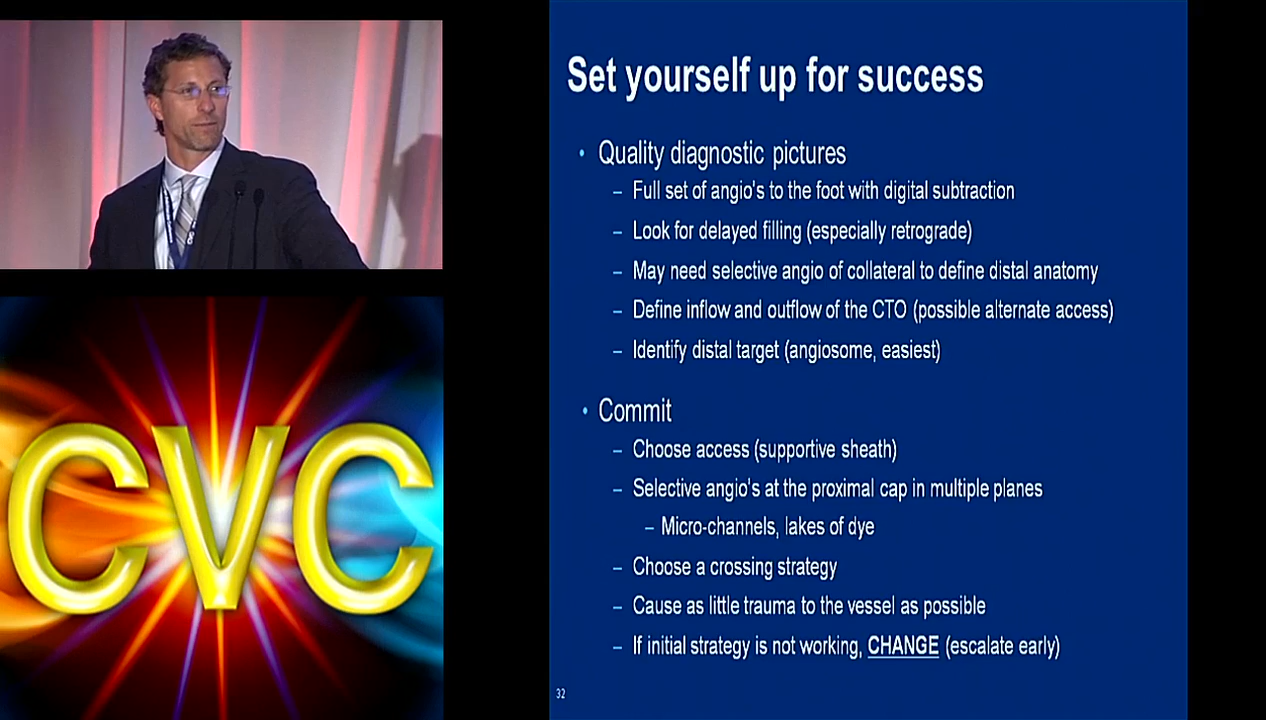 Set yourself up for success
• Quality diagnostic pictures
– Full set of angio's to the foot with digital subtraction
– Look for delayed filling (especially retrograde)
– May need selective angio of collateral to define distal anatomy
– Define inflow and outflow of the CTO (possible alternate access)
– Identify distal target (angiosome, easiest)
• Commit
– Choose access (supportive sheath)
– Selective angio's at the proximal cap in multiple planes
– Micro-channels, lakes of dye
– Choose a crossing strategy
– Cause as little trauma to the vessel as possible
– If initial strategy is not working, CHANGE (escalate early)
32
CVC